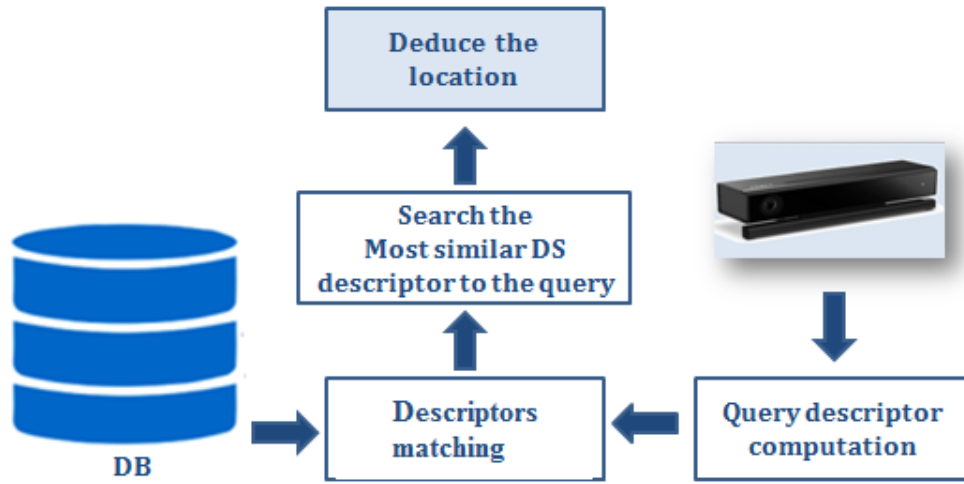 Deduce the
location
Search the
Most similar DS
descriptor to the query
Descriptors
matching
Query descriptor
computation
DB